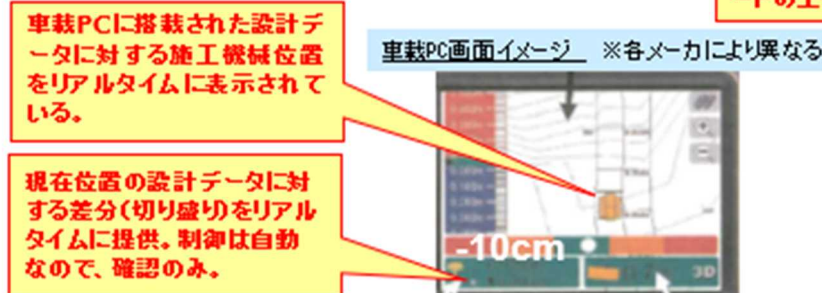 車載PCに搭載された設計デ
ータに対する施工機械位置
をリアルタイムに表示されて
いる。
車載PC画面イメージ ※各メーカにより異なる
現在位置の設計データに対
する差分(切り盛り)をリアル
タイムに提供。制御は自動
なので、確認のみ。
-10cm
3D